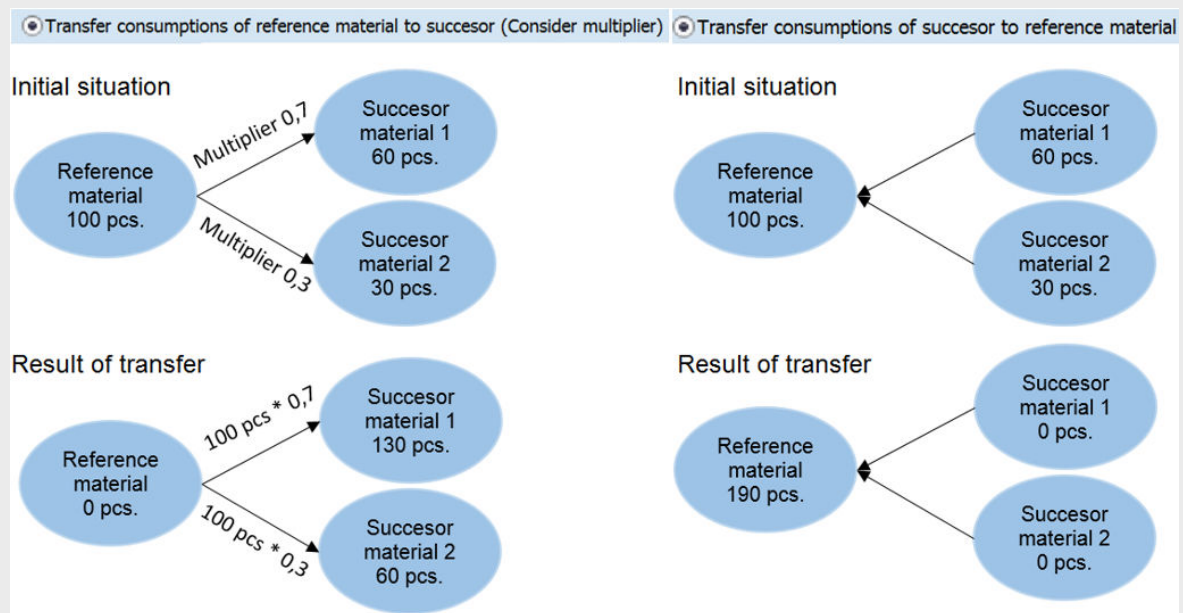 Transfer consumptions of reference material to succesor (Consider multiplier)
Initial situation
Reference
material
100 pcs.
Multiplier 0,7
Multiplier 0,3
Succesor
material 1
60 pcs.
Succesor
material 2
30 pcs.
Result of transfer
Reference
material
0 pcs.
100 pcs * 0,7
100 pcs * 0,3
Succesor
material 1
130 pcs.
Succesor
material 2
60 pcs.
Transfer consumptions of succesor to reference material
Initial situation
Reference
material
100 pcs.
Succesor
material 1
60 pcs.
Succesor
material 2
30 pcs.
Result of transfer
Reference
material
190 pcs.
Succesor
material 1
0 pcs.
Succesor
material 2
0 pcs.